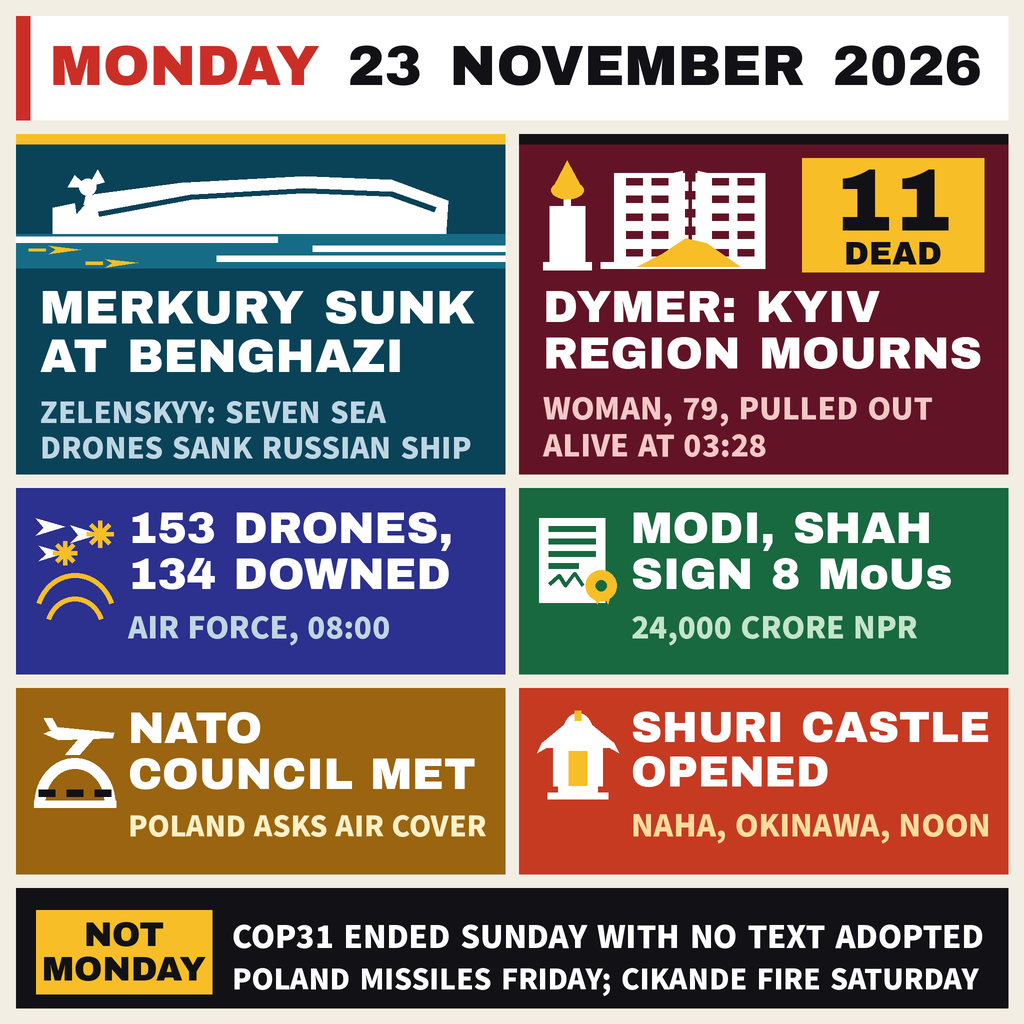 MONDAY 23 NOVEMBER 2026
MERKURY SUNK
AT BENGHAZI
ZELENSKYY: SEVEN SEA
DRONES SANK RUSSIAN SHIP
11
DEAD
DYMER: KYIV
REGION MOURNS
WOMAN, 79, PULLED OUT
ALIVE AT 03:28
153 DRONES,
134 DOWNED
AIR FORCE, 08:00
MODI, SHAH
SIGN 8 MoUs
24,000 CRORE NPR
NATO
COUNCIL MET
POLAND ASKS AIR COVER
SHURI CASTLE
OPENED
NAHA, OKINAWA, NOON
NOT
MONDAY
COP31 ENDED SUNDAY WITH NO TEXT ADOPTED
POLAND MISSILES FRIDAY; CIKANDE FIRE SATURDAY